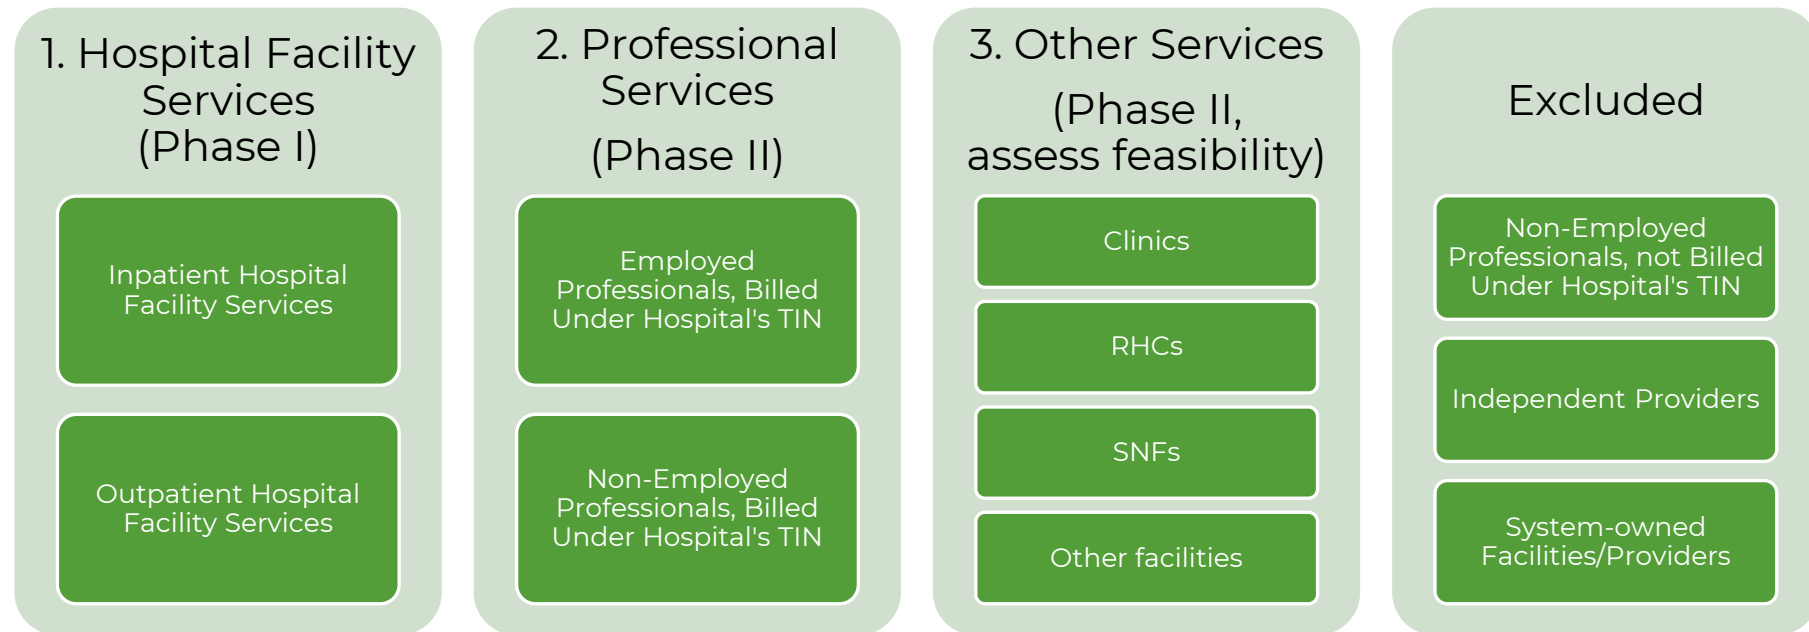 1. Hospital Facility
Services
(Phase I)
Inpatient Hospital
Facility Services
Outpatient Hospital
Facility Services
2. Professional
Services
(Phase II)
Employed
Professionals, Billed
Under Hospital's TIN
Non-Employed
Professionals, Billed
Under Hospital's TIN
3. Other Services
(Phase II,
assess feasibility)
Clinics
RHCs
SNFs
Other facilities
Excluded
Non-Employed
Professionals, not Billed
Under Hospital's TIN
Independent Providers
System-owned
Facilities/Providers